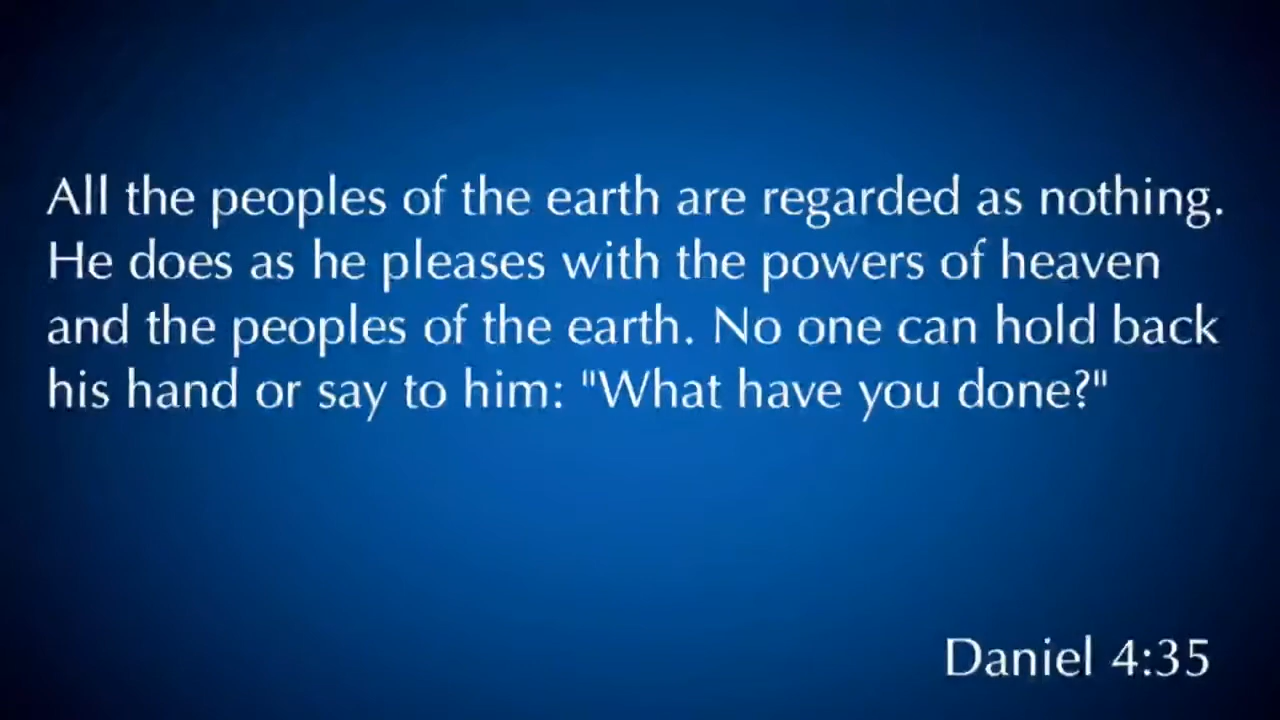 All the peoples of the earth are regarded as nothing.
He does as he pleases with the powers of heaven
and the peoples of the earth. No one can hold back
his hand or say to him: "What have you done?"
Daniel 4:35